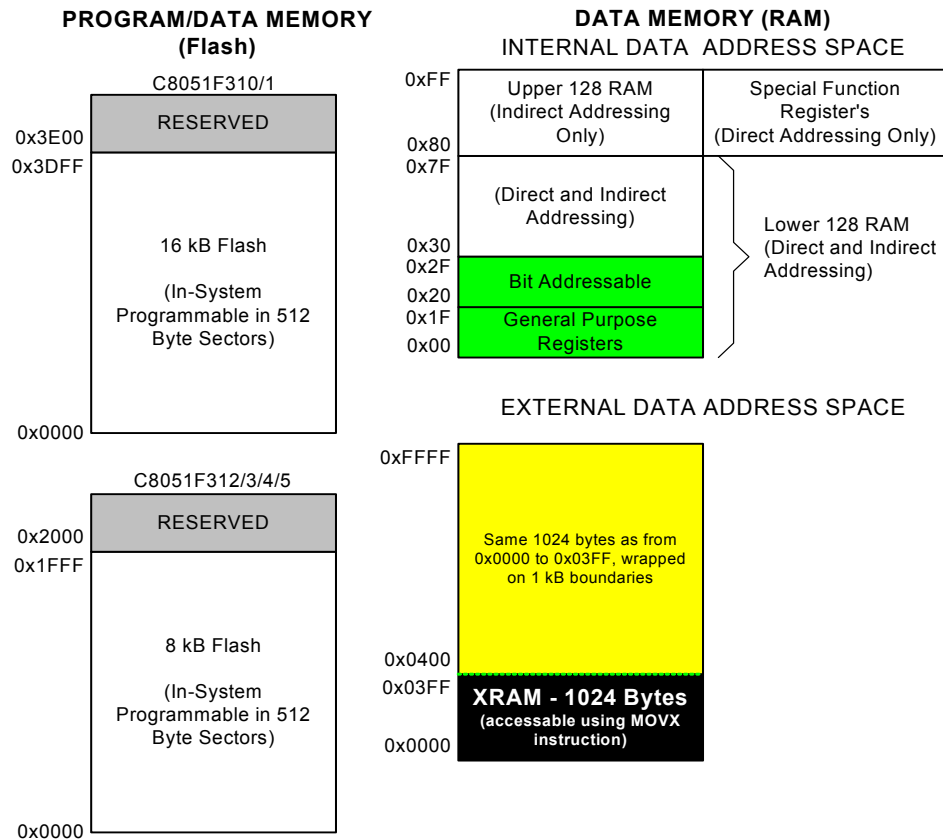 PROGRAM/DATA MEMORY
(Flash)
C8051F310/1
RESERVED
0x3E00
0x3DFF
16 kB Flash
(In-System
Programmable in 512
Byte Sectors)
0x0000
C8051F312/3/4/5
RESERVED
0x2000
0x1FFF
8 kB Flash
(In-System
Programmable in 512
Byte Sectors)
0x0000
DATA MEMORY (RAM)
INTERNAL DATA ADDRESS SPACE
0xFF
Upper 128 RAM
(Indirect Addressing
Only)
Special Function
Register's
(Direct Addressing Only)
0x80
0x7F
(Direct and Indirect
Addressing)
Lower 128 RAM
(Direct and Indirect
Addressing)
0x30
0x2F
Bit Addressable
0x20
0x1F
General Purpose
Registers
0x00
EXTERNAL DATA ADDRESS SPACE
0xFFFF
Same 1024 bytes as from
0x0000 to 0x03FF, wrapped
on 1 kB boundaries
0x0400
0x03FF
XRAM - 1024 Bytes
(accessable using MOVX
instruction)
0x0000